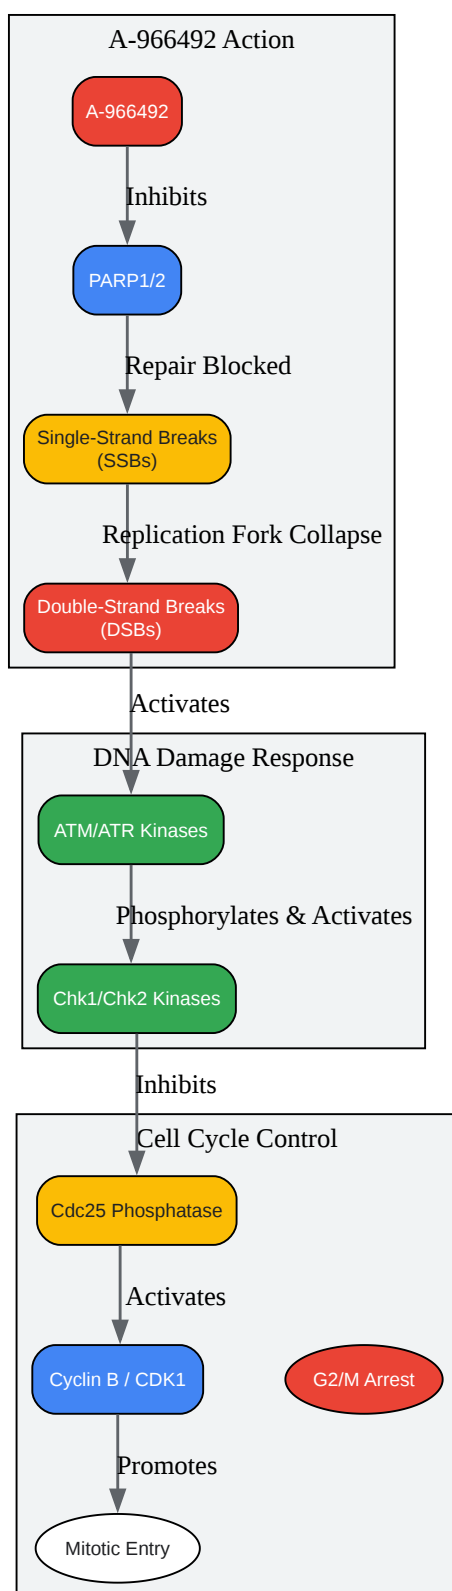 A-966492 Action
A-966492
Inhibits
PARP1/2
Repair Blocked
Single-Strand Breaks
(SSBs)
Replication Fork Collapse
Double-Strand Breaks
(DSBs)
Activates
DNA Damage Response
ATM/ATR Kinases
Phosphorylates & Activates
Chk1/Chk2 Kinases
Inhibits
Cell Cycle Control
Cdc25 Phosphatase
Activates
Cyclin B / CDK1
G2/M Arrest
Promotes
Mitotic Entry